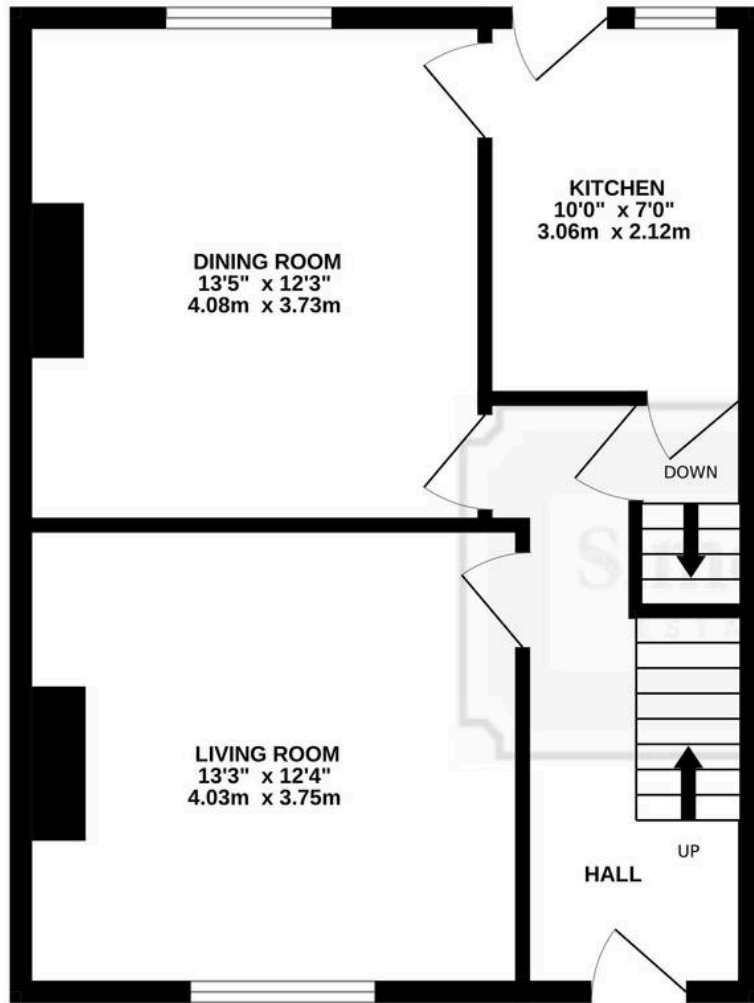 KITCHEN
10'0" x 7'0"
3.06m x 2.12m
DINING ROOM
13'5" x 12'3"
4.08m x 3.73m
DOWN
LIVING ROOM
13'3" x 12'4"
4.03m x 3.75m
UP
HALL